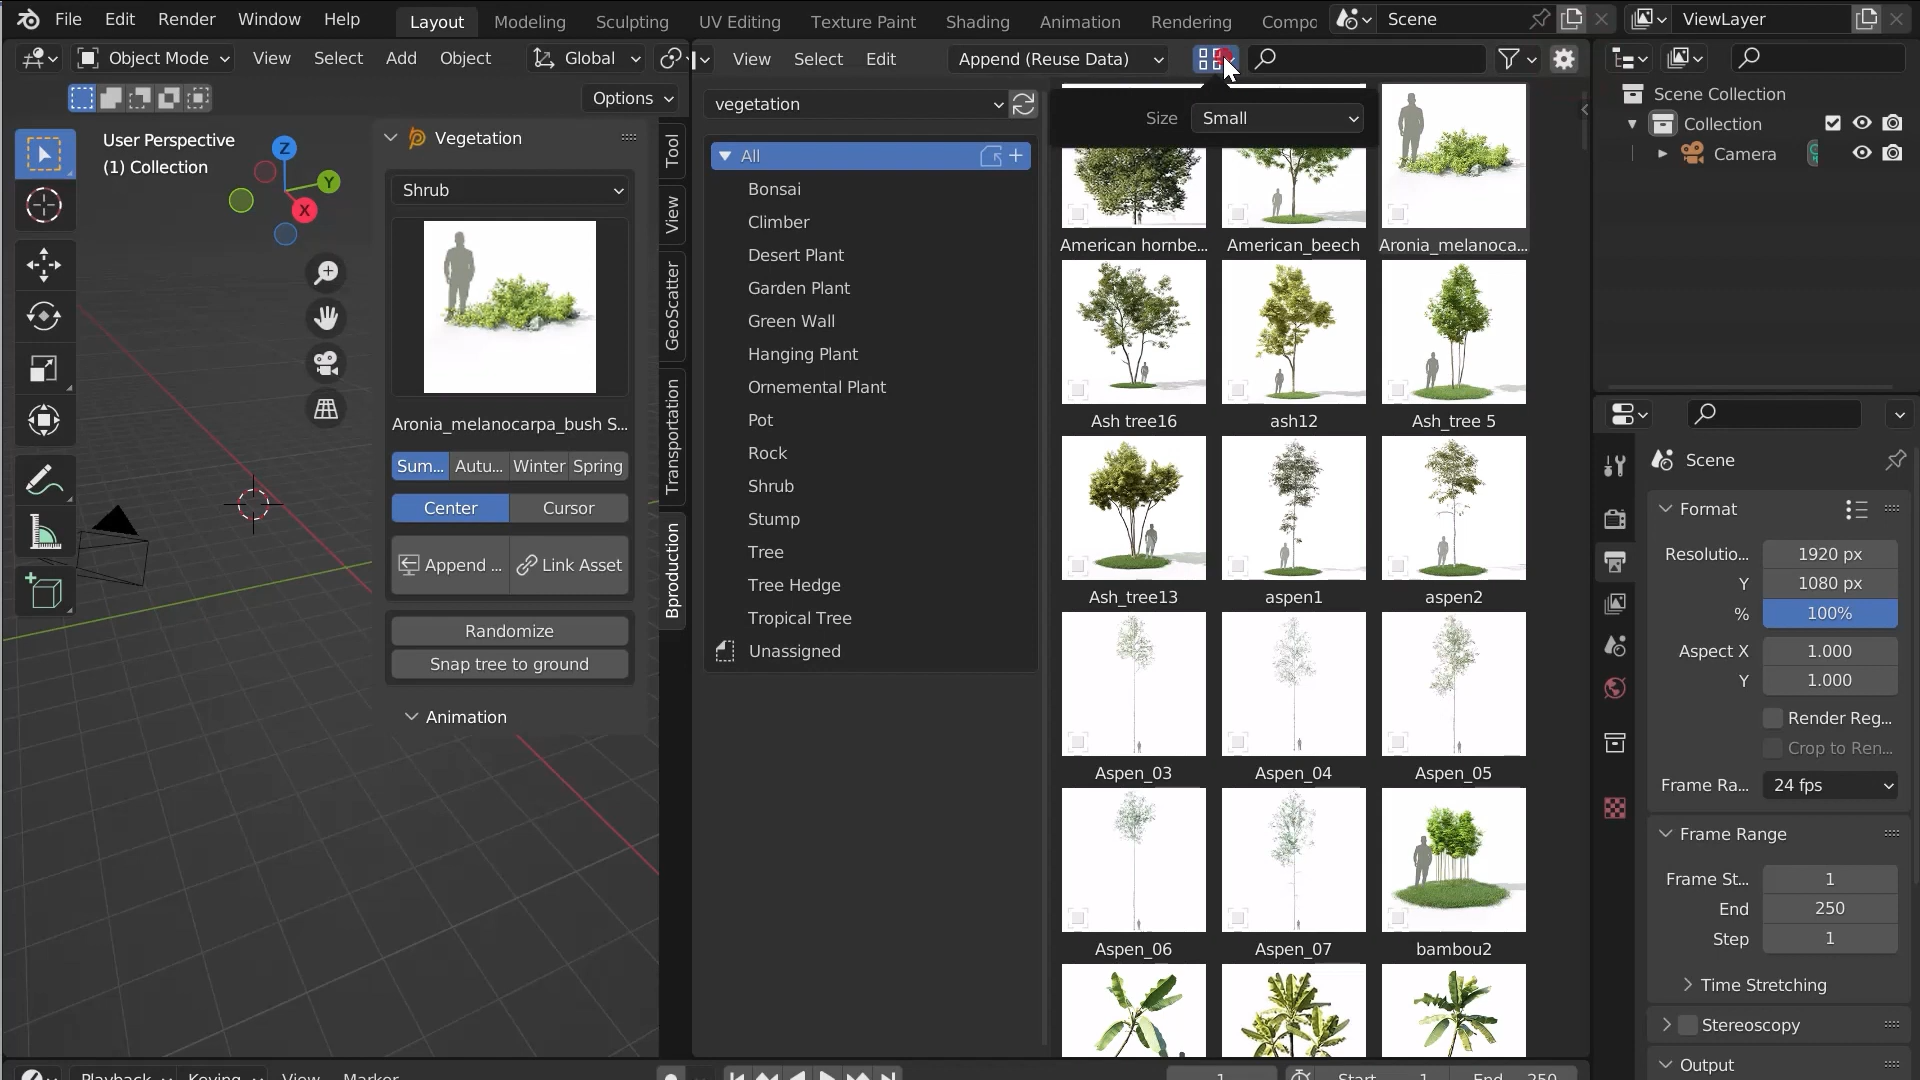 File Edit Render Window Help Layout Modeling Sculpting UV Editing Texture Paint Shading Animation Rendering Compo Scene ViewLayer
Object Mode View Select Add Object Global View Select Edit Append (Reuse Data)
Options
User Perspective
(1) Collection
Z
Y
X
Vegetation
Shrub
Aronia_melanocarpa_bush S...
Sum... Autu... Winter Spring
Center Cursor
Append ... Link Asset
Randomize
Snap tree to ground
Animation
Tool
View
GeoScatter
Transportation
Bproduction
vegetation
All
Bonsai
Climber
Desert Plant
Garden Plant
Green Wall
Hanging Plant
Ornemental Plant
Pot
Rock
Shrub
Stump
Tree
Tree Hedge
Tropical Tree
Unassigned
Size Small
American hornbe... American_beech Aronia_melanoca...
Ash tree16 ash12 Ash_tree 5
Ash_tree13 aspen1 aspen2
Aspen_03 Aspen_04 Aspen_05
Aspen_06 Aspen_07 bambou2
Scene Collection
Collection
Camera
Scene
Format
Resolutio... 1920 px
Y 1080 px
% 100%
Aspect X 1.000
Y 1.000
Render Reg...
Crop to Ren...
Frame Ra... 24 fps
Frame Range
Frame St... 1
End 250
Step 1
Time Stretching
Stereoscopy
Output
Playback Keying View Marker 1 Start 1 End 250